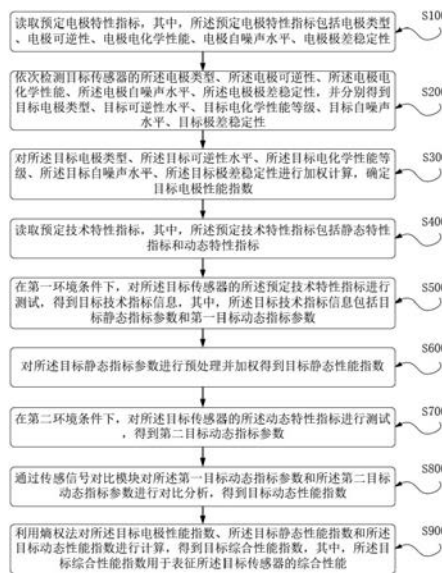 读取预定电极特性指标，其中，所述预定电极特性指标包括电极类型
、电极可逆性、电极电化学性能、电极自噪声水平、电极极差稳定性
S100
依次检测目标传感器的所述电极类型、所述电极可逆性、所述电极电
化学性能、所述电极自噪声水平、所述电极极差稳定性，并分别得到
目标电极类型、目标可逆性水平、目标电化学性能等级、目标自噪声
水平、目标极差稳定性
S200
对所述目标电极类型、所述目标可逆性水平、所述目标电化学性能等
级、所述目标自噪声水平、所述目标极差稳定性进行加权计算，确定
目标电极性能指数
S300
读取预定技术特性指标，其中，所述预定技术特性指标包括静态特性
指标和动态特性指标
S400
在第一环境条件下，对所述目标传感器的所述预定技术特性指标进行
测试，得到目标技术指标信息，其中，所述目标技术指标信息包括目
标静态指标参数和第一目标动态指标参数
S500
对所述目标静态指标参数进行预处理并加权得到目标静态性能指数
S600
在第二环境条件下，对所述目标传感器的所述动态特性指标进行测试
，得到第二目标动态指标参数
S700
通过传感信号对比模块对所述第一目标动态指标参数和所述第二目标
动态指标参数进行对比分析，得到目标动态性能指数
S800
利用熵权法对所述目标电极性能指数、所述目标静态性能指数和所述
目标动态性能指数进行计算，得到目标综合性能指数，其中，所述目
标综合性能指数用于表征所述目标传感器的综合性能
S900